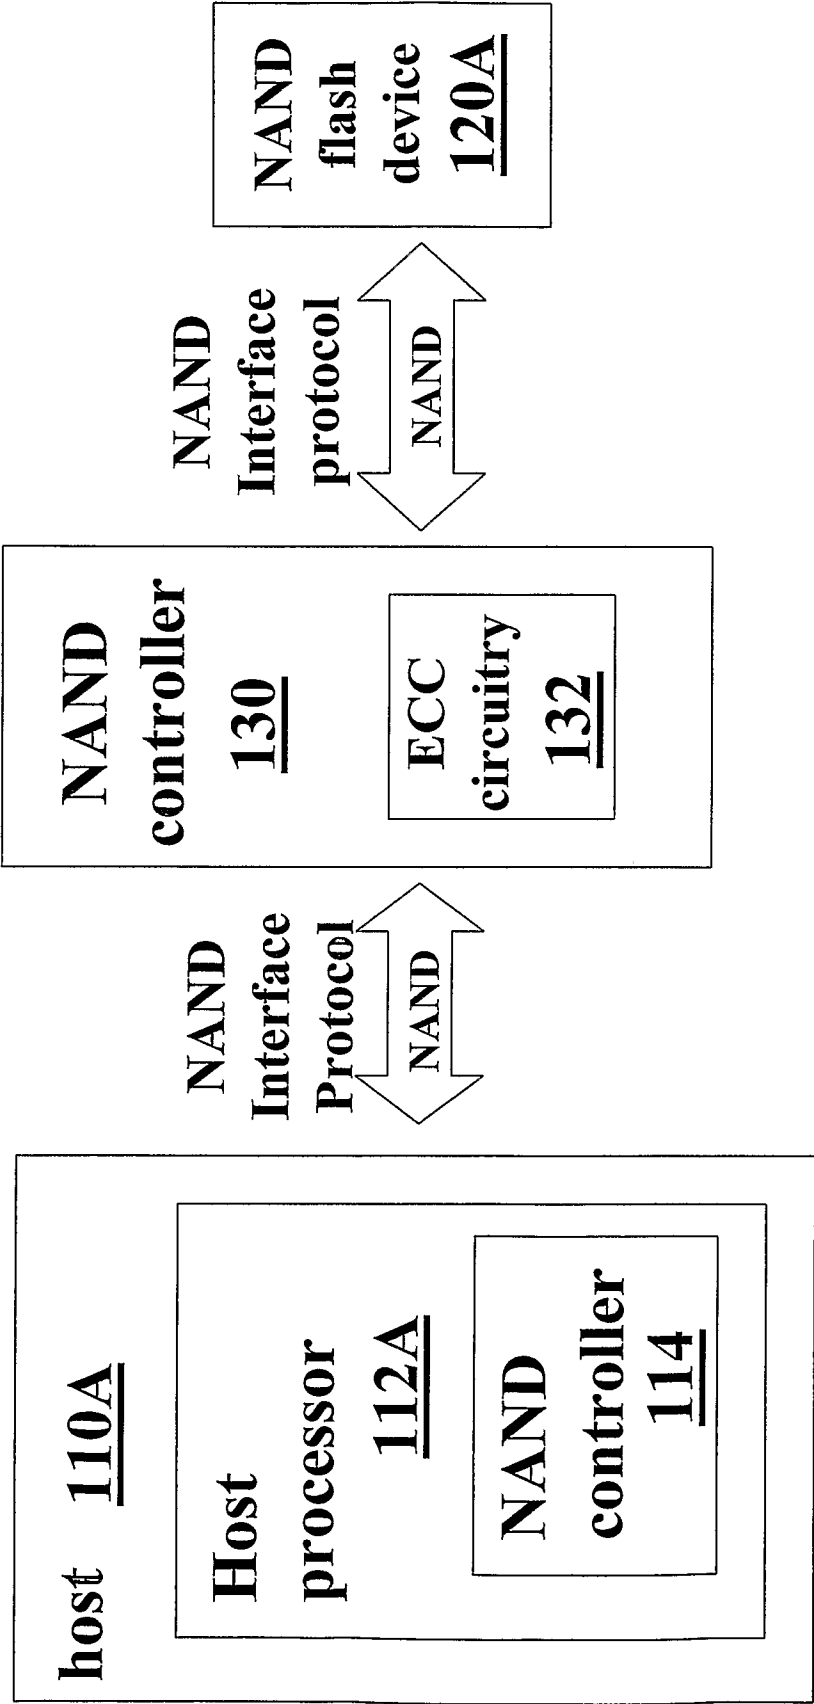 host 110A
Host
processor
112A
NAND
controller
114
NAND
Interface
Protocol
NAND
NAND
controller
130
ECC
circuitry
132
NAND
Interface
protocol
NAND
NAND
flash
device
120A